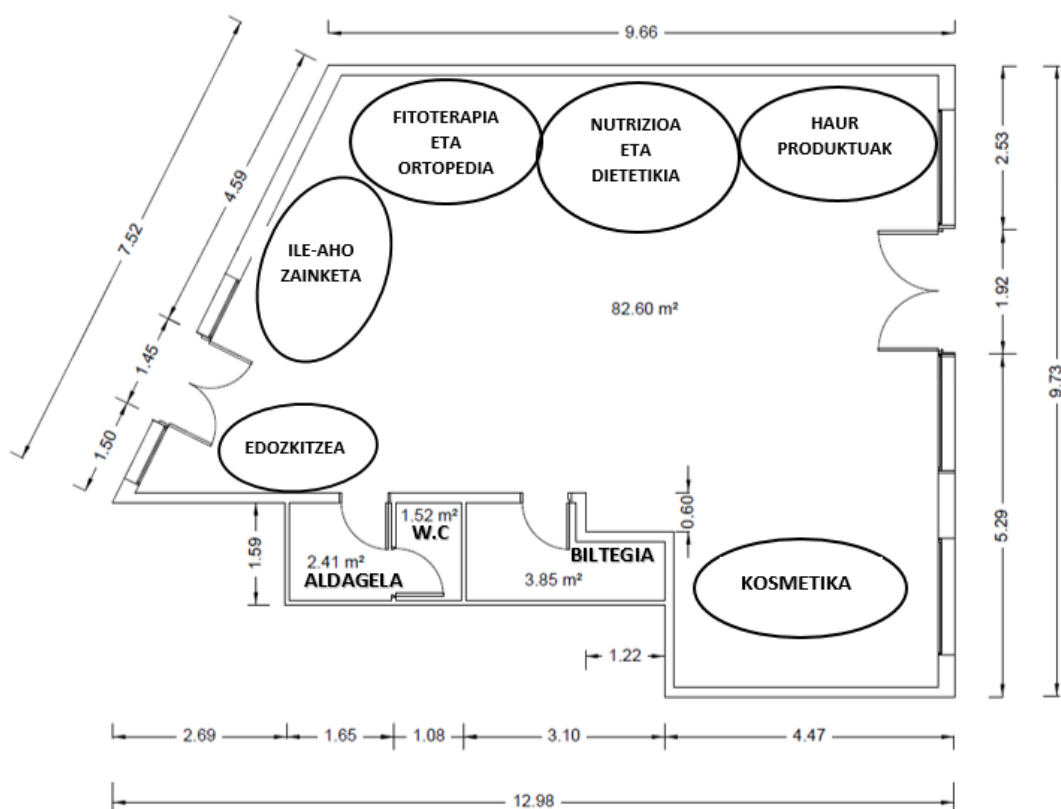 9.66
FITOTERAPIA
ETA
ORTOPEDIA
NUTRIZIOA
ETA
DIETETIKIA
HAUR
PRODUKTUAK
2.53
4.59
7.52
ILE-AHO
ZAINKETA
82.60 m²
1.92
9.73
1.45
1.50
EDOZKITZEA
0.60
5.29
1.59
1.52 m²
W.C
2.41 m²
ALDAGELA
BILTEGIA
3.85 m²
KOSMETIKA
1.22
2.69
1.65
1.08
3.10
4.47
12.98